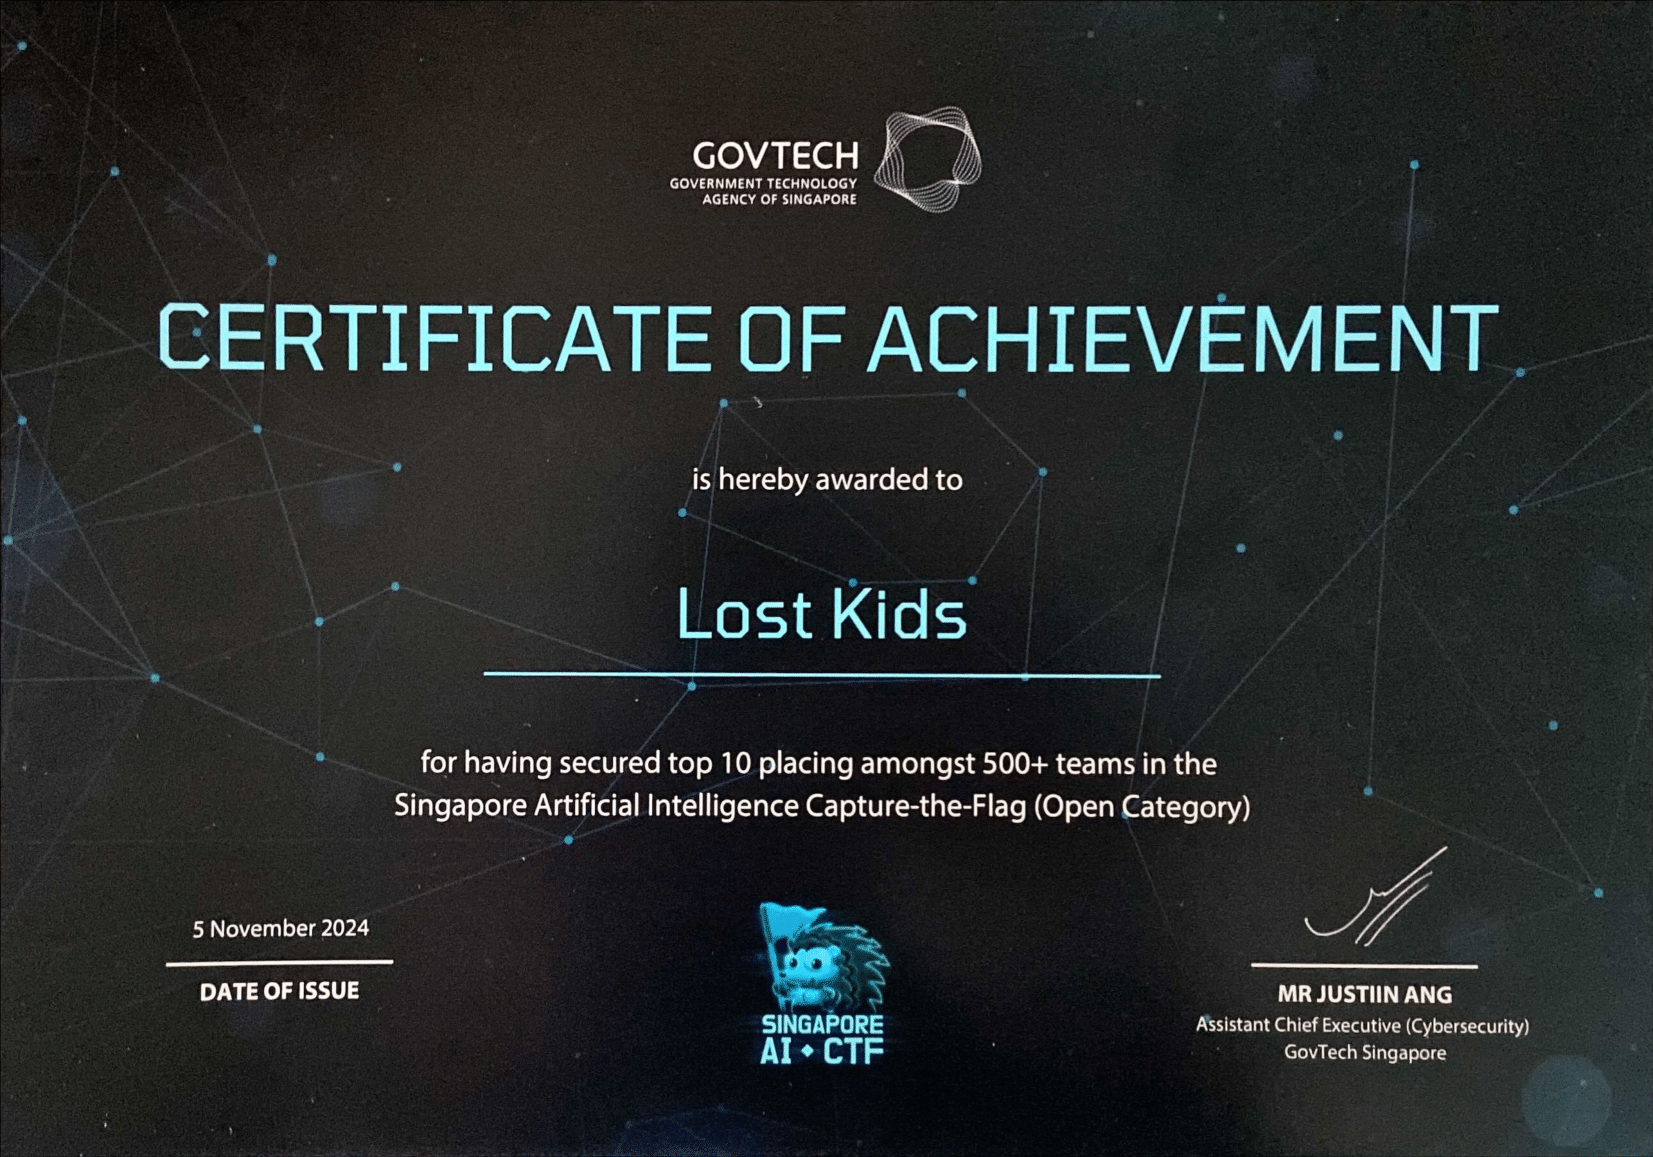 GOVTECH
GOVERNMENT TECHNOLOGY
AGENCY OF SINGAPORE
CERTIFICATE OF ACHIEVEMENT
is hereby awarded to
Lost Kids
for having secured top 10 placing amongst 500+ teams in the
Singapore Artificial Intelligence Capture-the-Flag (Open Category)
5 November 2024
DATE OF ISSUE
SINGAPORE
AI ◆ CTF
MR JUSTIIN ANG
Assistant Chief Executive (Cybersecurity)
GovTech Singapore